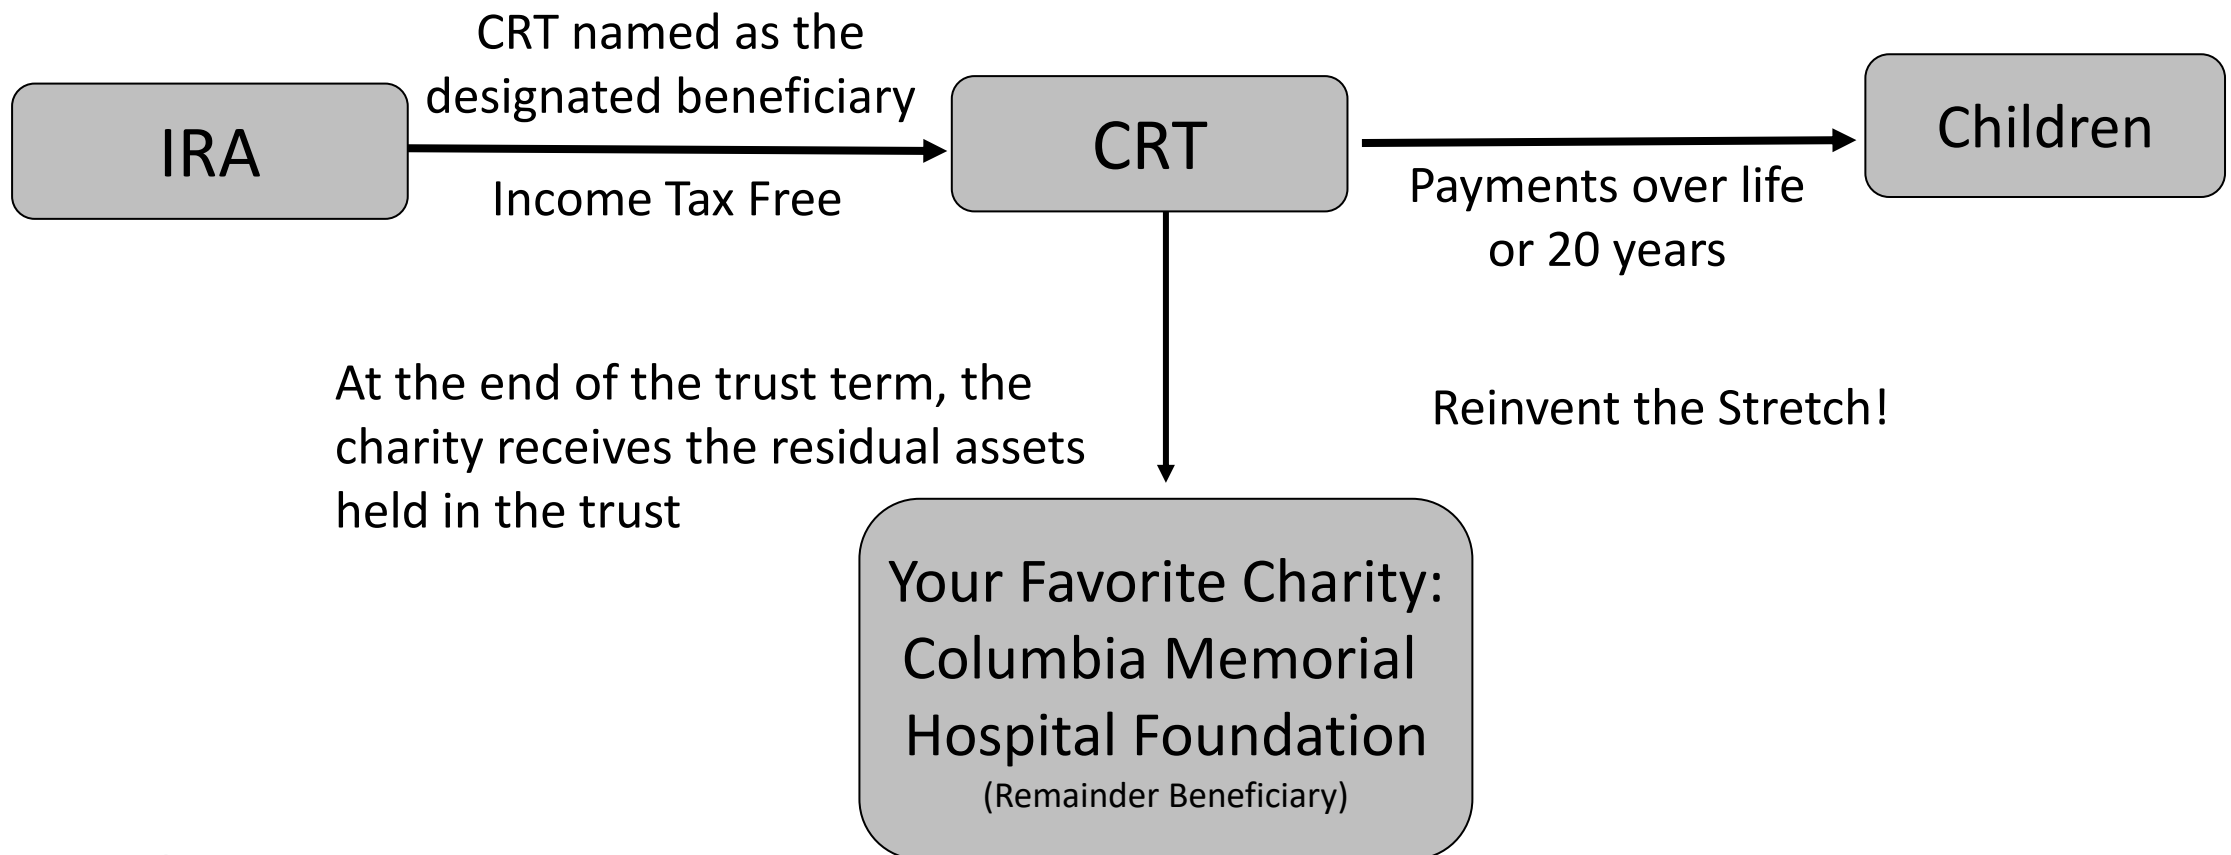 CRT named as the
designated beneficiary
IRA
Income Tax Free
CRT
Children
Payments over life
or 20 years
At the end of the trust term, the
charity receives the residual assets
held in the trust
Reinvent the Stretch!
Your Favorite Charity:
Columbia Memorial
Hospital Foundation
(Remainder Beneficiary)